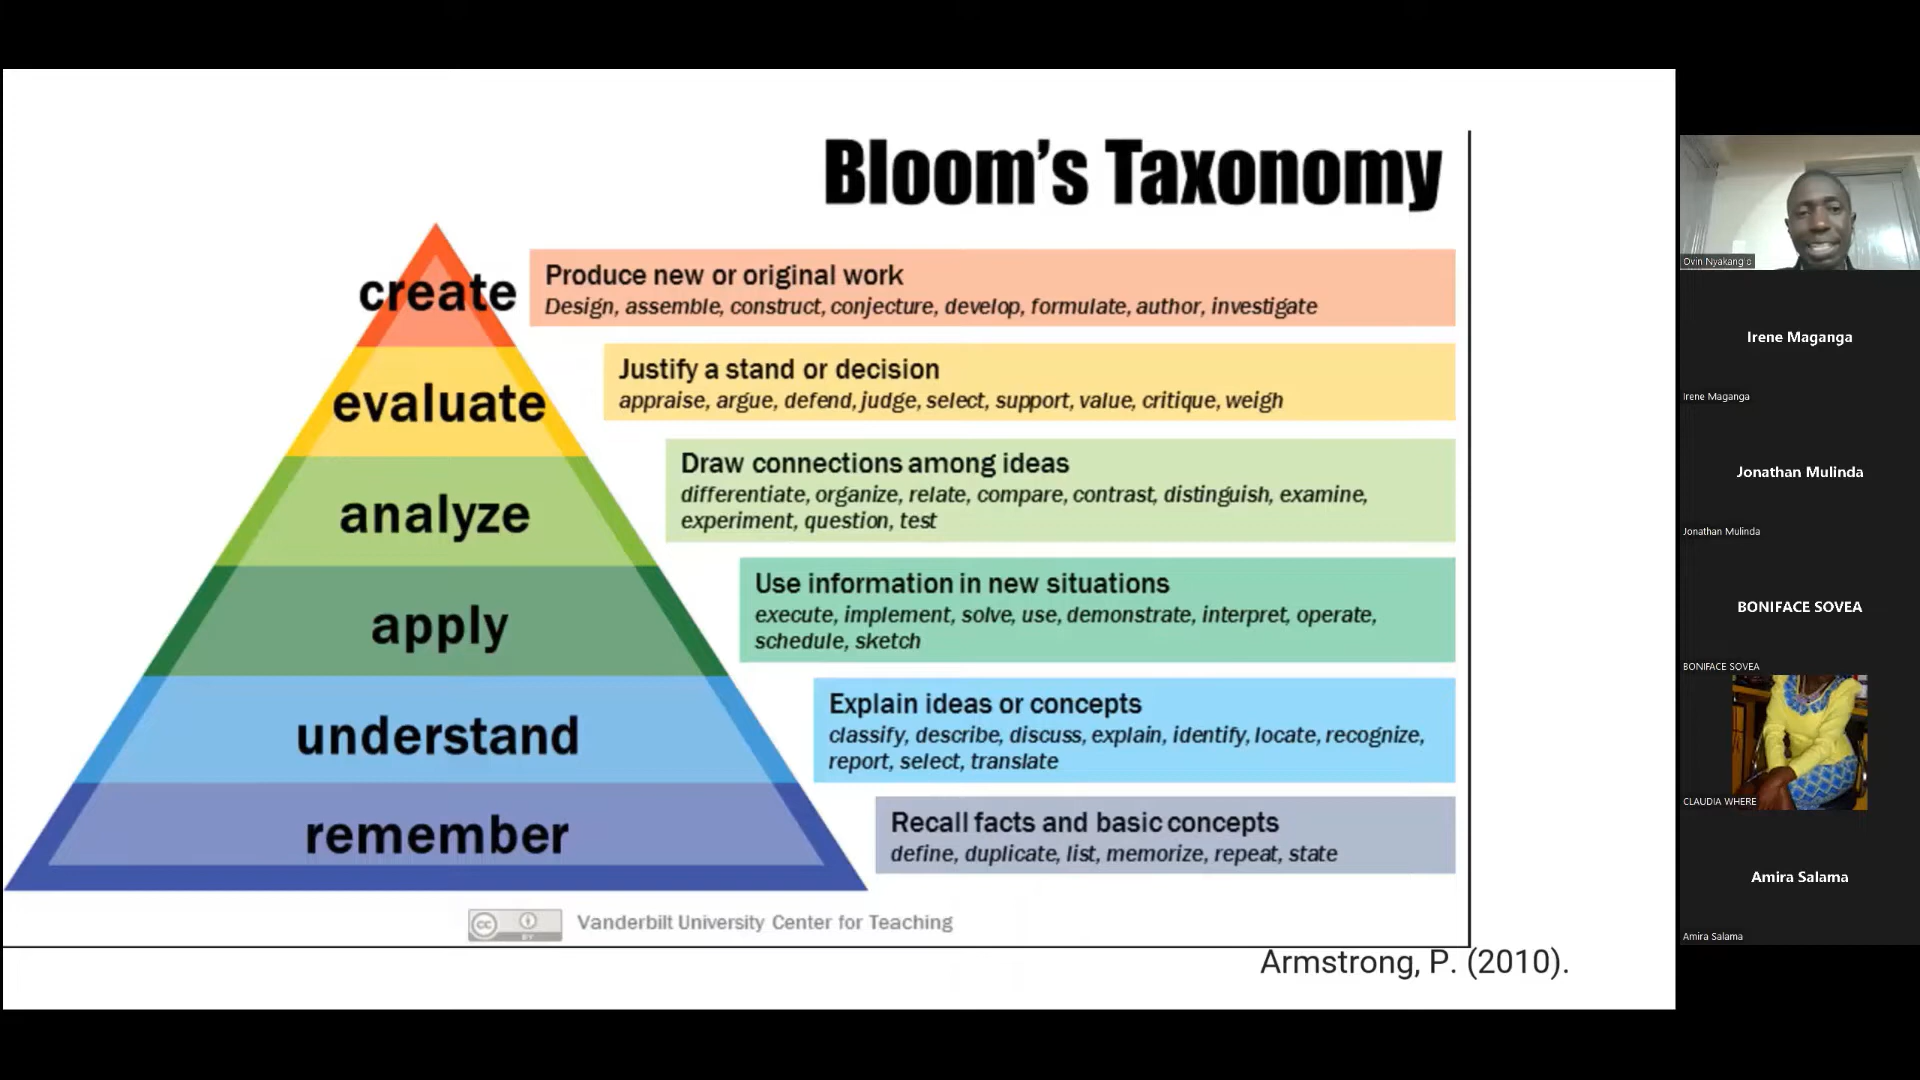 Bloom's Taxonomy
create
Produce new or original work
Design, assemble, construct, conjecture, develop, formulate, author, investigate
evaluate
Justify a stand or decision
appraise, argue, defend, judge, select, support, value, critique, weigh
analyze
Draw connections among ideas
differentiate, organize, relate, compare, contrast, distinguish, examine,
experiment, question, test
apply
Use information in new situations
execute, implement, solve, use, demonstrate, interpret, operate,
schedule, sketch
understand
Explain ideas or concepts
classify, describe, discuss, explain, identify, locate, recognize,
report, select, translate
remember
Recall facts and basic concepts
define, duplicate, list, memorize, repeat, state
cc BY
Vanderbilt University Center for Teaching
Armstrong, P. (2010).
Ovin Nyakang'o
Irene Maganga
Irene Maganga
Jonathan Mulinda
Jonathan Mulinda
BONIFACE SOVEA
BONIFACE SOVEA
CLAUDIA WHERE
Amira Salama
Amira Salama